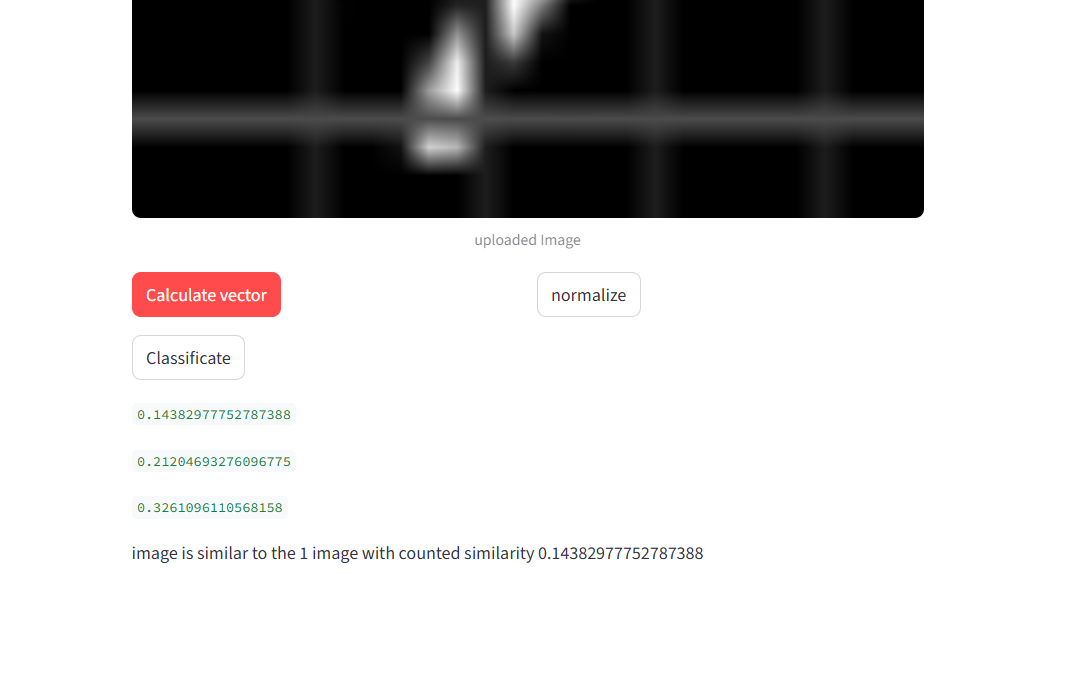 uploaded Image
Calculate vector
normalize
Classificate
0.14382977752787388
0.21204693276096775
0.3261096110568158
image is similar to the 1 image with counted similarity 0.14382977752787388